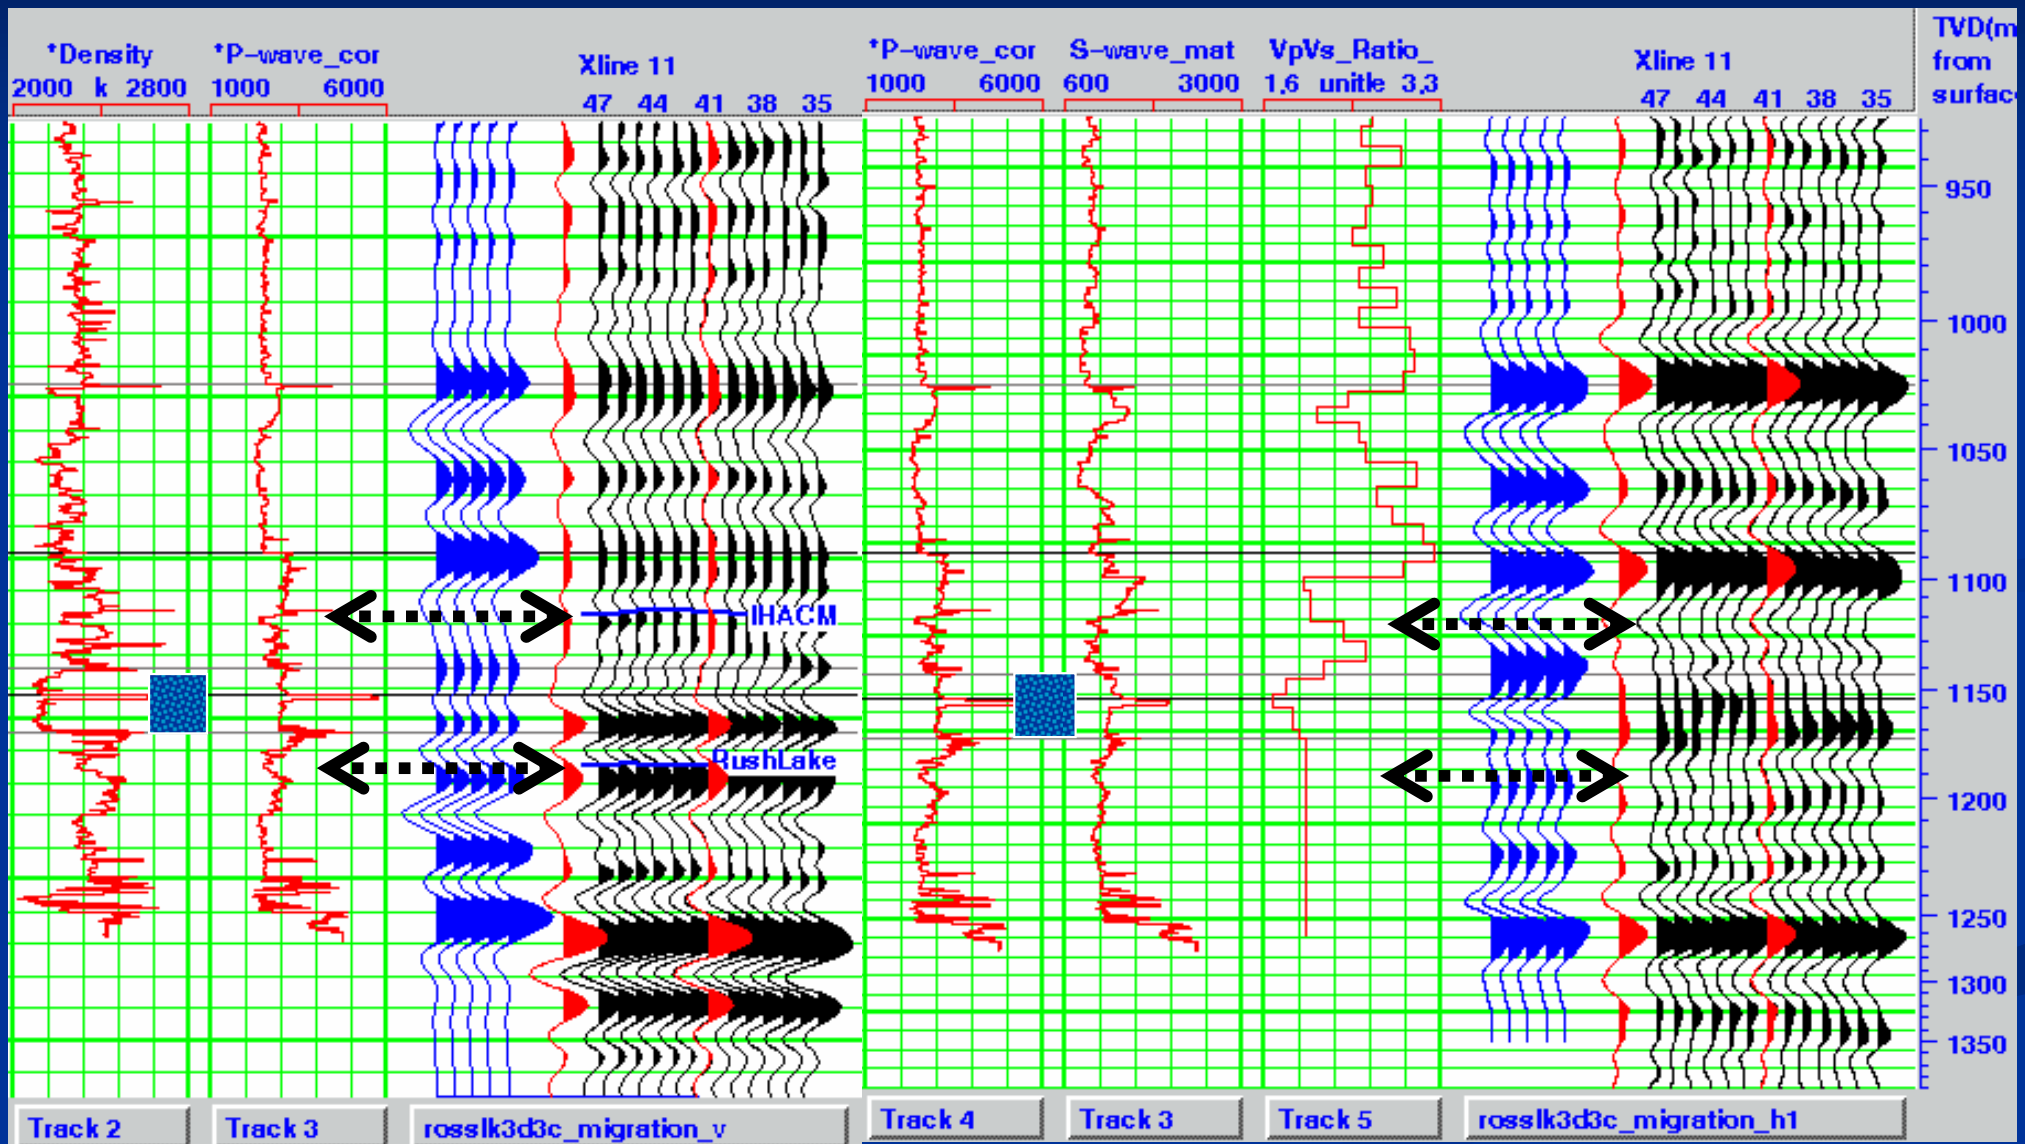 *Density
*P-wave_cor
Xline 11
2000 k 2800
1000 6000
47 44 41 38 35
*P-wave_cor
S-wave_mat
VpVs_Ratio_
Xline 11
TVD(m
from
surfac
1000 6000
600 3000
1,6 unitle 3,3
47 44 41 38 35
950
1000
1050
1100
1150
1200
1250
1300
1350
IHACM
RushLake
Track 2
Track 3
rosslk3d3c_migration_v
Track 4
Track 3
Track 5
rosslk3d3c_migration_h1